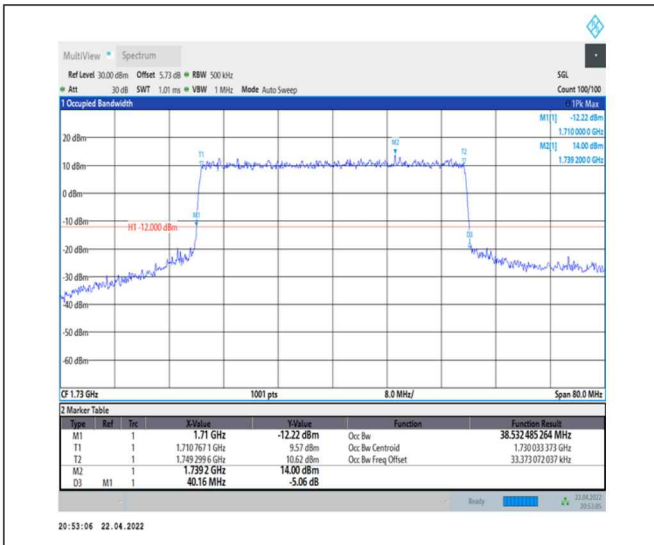 MultiView Spectrum
Ref Level 30.00 dBm Offset 5.73 dB RBW 500 kHz SGL
Att 30 dB SWT 1.01 ms VBW 1 MHz Mode Auto Sweep Count 100/100
1 Occupied Bandwidth 1Pk Max
M1[1] -12.22 dBm
1.710 000 0 GHz
M2[1] 14.00 dBm
1.739 200 0 GHz
20 dBm
M2
T1
T2
10 dBm
0 dBm
-10 dBm
M1
H1 -12.000 dBm
D3
-20 dBm
-30 dBm
-40 dBm
-50 dBm
-60 dBm
CF 1.73 GHz 1001 pts 8.0 MHz/ Span 80.0 MHz
2 Marker Table
Type Ref Trc X-Value Y-Value Function Function Result
M1 1 1.71 GHz -12.22 dBm Occ Bw 38.532 485 264 MHz
T1 1 1.710 767 1 GHz 9.57 dBm Occ Bw Centroid 1.730 033 373 GHz
T2 1 1.749 299 6 GHz 10.62 dBm Occ Bw Freq Offset 33.373 072 037 kHz
M2 1 1.739 2 GHz 14.00 dBm
D3 M1 1 40.16 MHz -5.06 dB
Ready 22.04.2022
20:53:05
20:53:06 22.04.2022